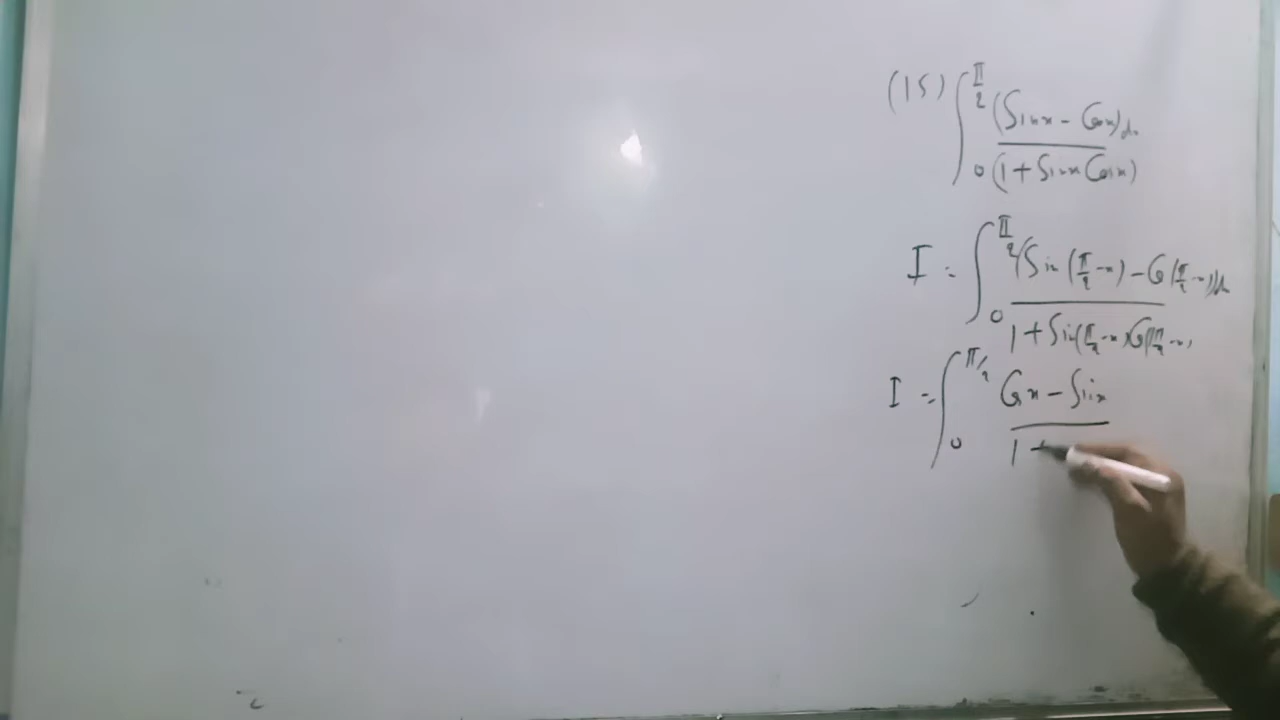 (15) ∫₀^(π/2) (Sinx - Cosx)dx / (1 + Sinx Cosx)
I = ∫₀^(π/2) (Sin(π/2 - x) - Cos(π/2 - x))dx / 1 + Sin(π/2 - x)Cos(π/2 - x)
I = ∫₀^(π/2) Cosx - Sinx / 1 +